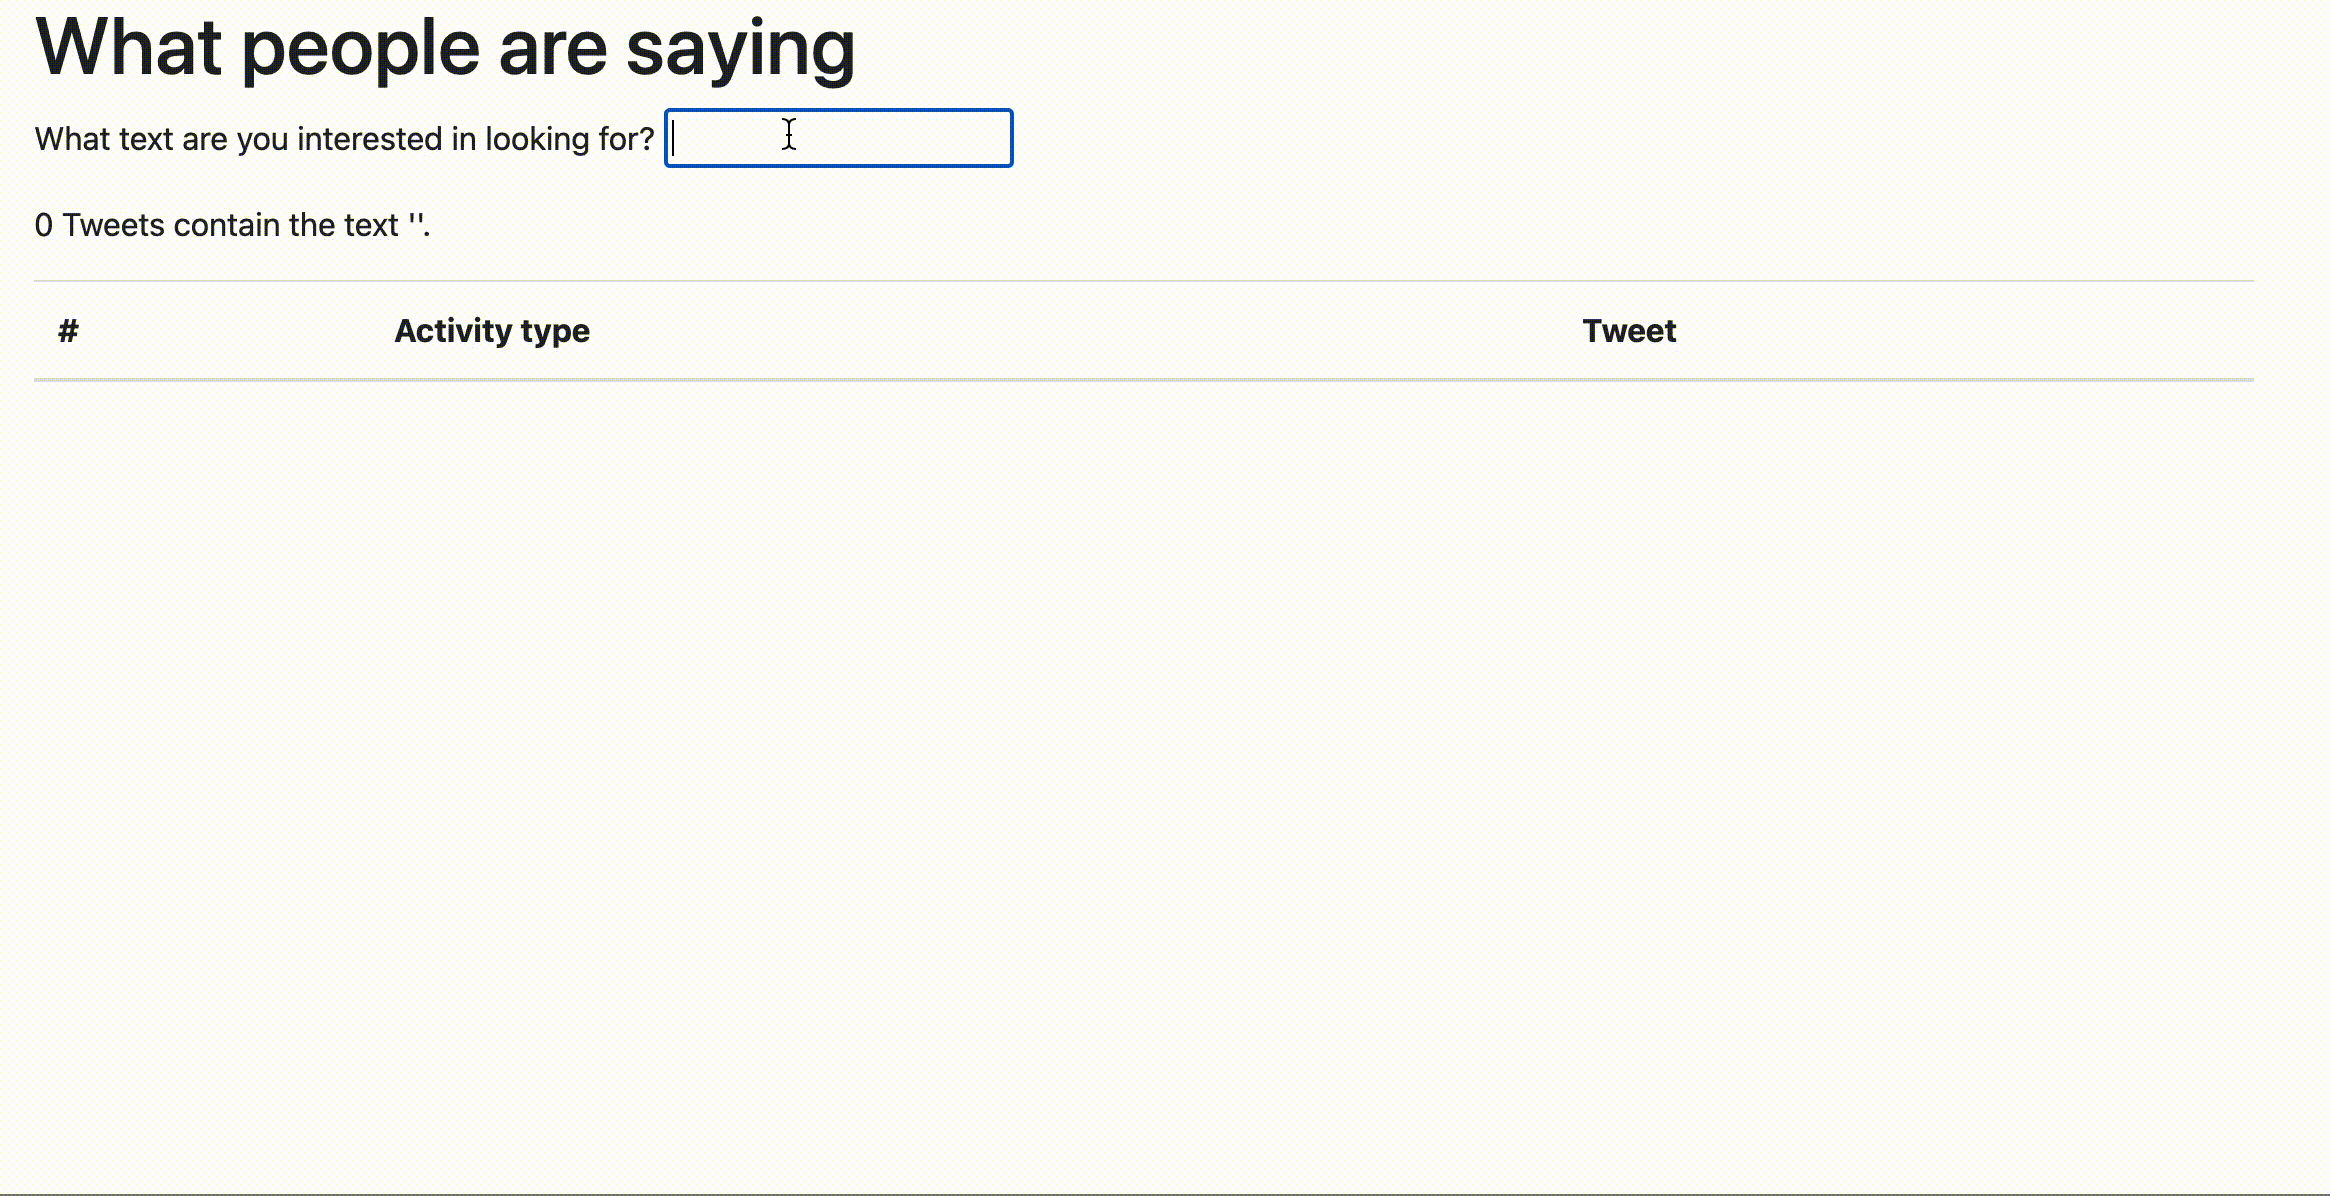 What people are saying
What text are you interested in looking for?
0 Tweets contain the text ''.
# Activity type Tweet